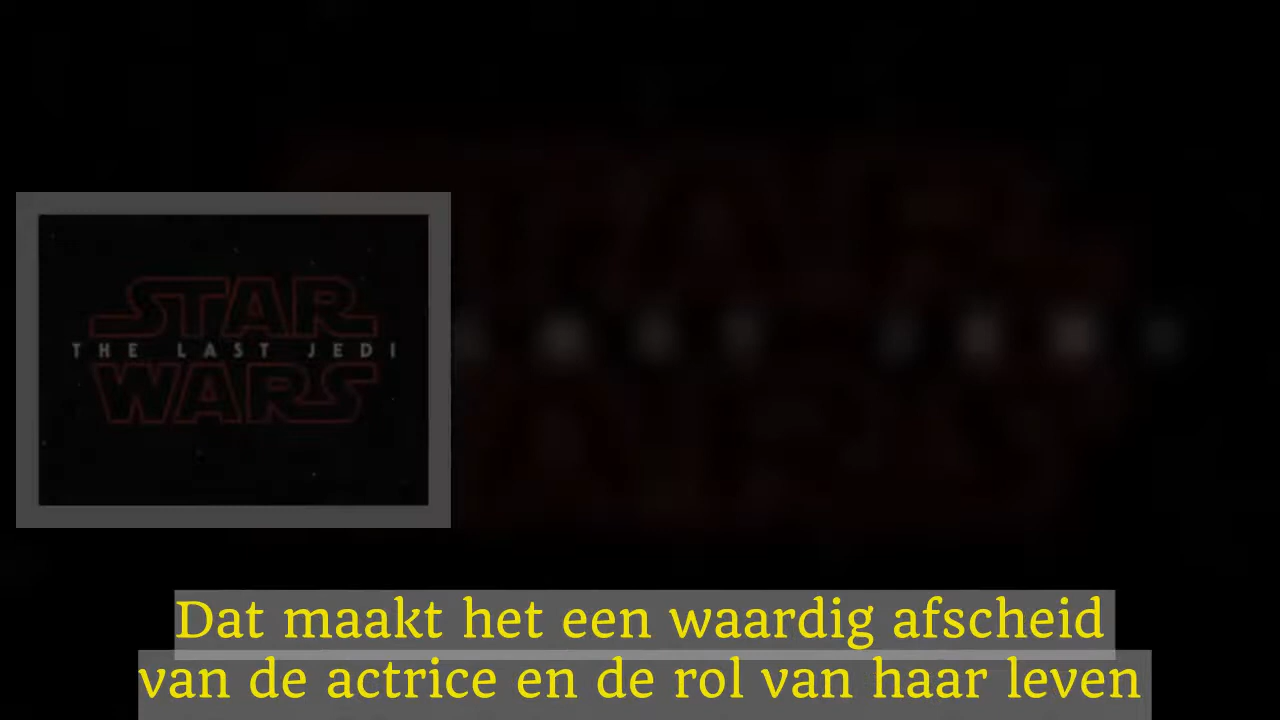 STAR
THE LAST JEDI
WARS
Dat maakt het een waardig afscheid
van de actrice en de rol van haar leven